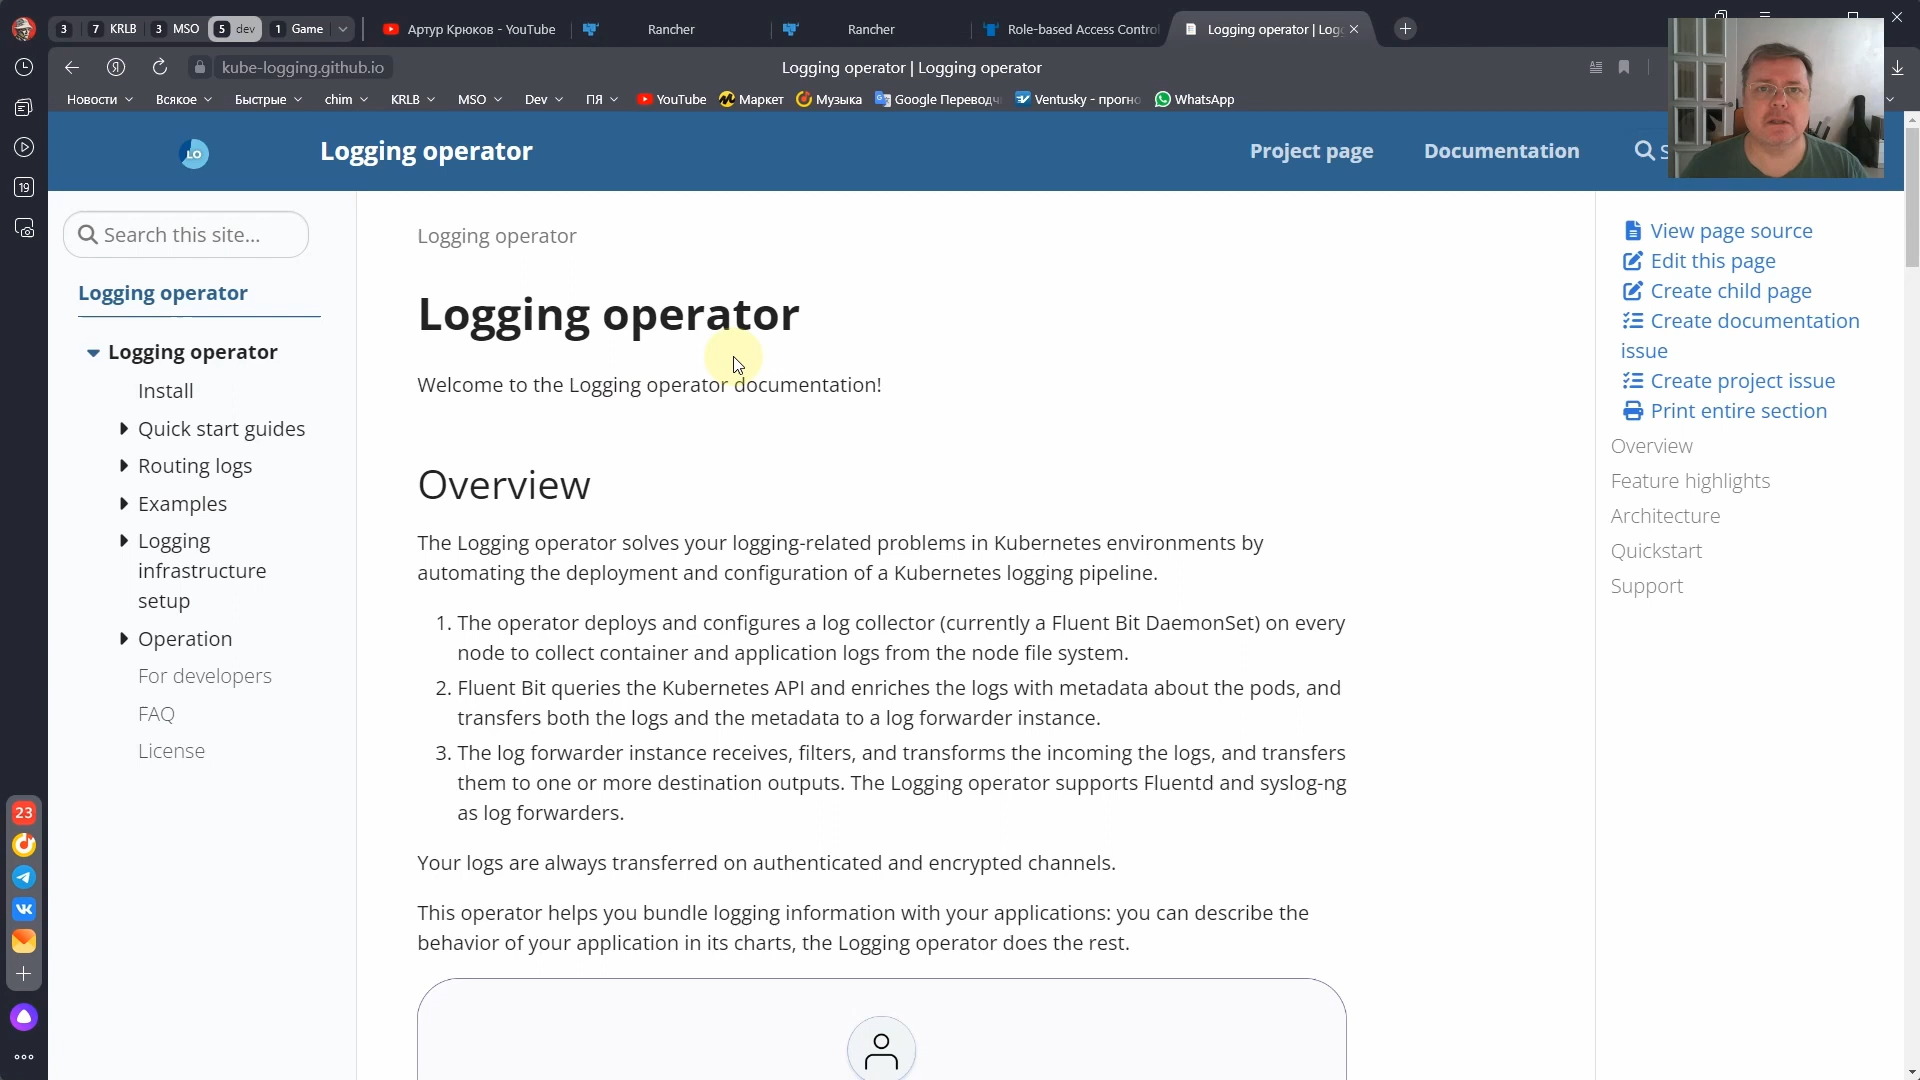 3
7 KRLB
3 MSO
5 dev
1 Game
Артур Крюков - YouTube
Rancher
Rancher
Role-based Access Control
Logging operator | Log
kube-logging.github.io
Logging operator | Logging operator
Новости
Всякое
Быстрые
chim
KRLB
MSO
Dev
ПЯ
YouTube
Маркет
Музыка
Google Переводч
Ventusky - прогно
WhatsApp
19
LO
Logging operator
Project page
Documentation
S
Search this site...
Logging operator
Logging operator
Install
Quick start guides
Routing logs
Examples
Logging
infrastructure
setup
Operation
For developers
FAQ
License
23
Logging operator
Logging operator
Welcome to the Logging operator documentation!
Overview
The Logging operator solves your logging-related problems in Kubernetes environments by
automating the deployment and configuration of a Kubernetes logging pipeline.
1. The operator deploys and configures a log collector (currently a Fluent Bit DaemonSet) on every
node to collect container and application logs from the node file system.
2. Fluent Bit queries the Kubernetes API and enriches the logs with metadata about the pods, and
transfers both the logs and the metadata to a log forwarder instance.
3. The log forwarder instance receives, filters, and transforms the incoming the logs, and transfers
them to one or more destination outputs. The Logging operator supports Fluentd and syslog-ng
as log forwarders.
Your logs are always transferred on authenticated and encrypted channels.
This operator helps you bundle logging information with your applications: you can describe the
behavior of your application in its charts, the Logging operator does the rest.
View page source
Edit this page
Create child page
Create documentation
issue
Create project issue
Print entire section
Overview
Feature highlights
Architecture
Quickstart
Support